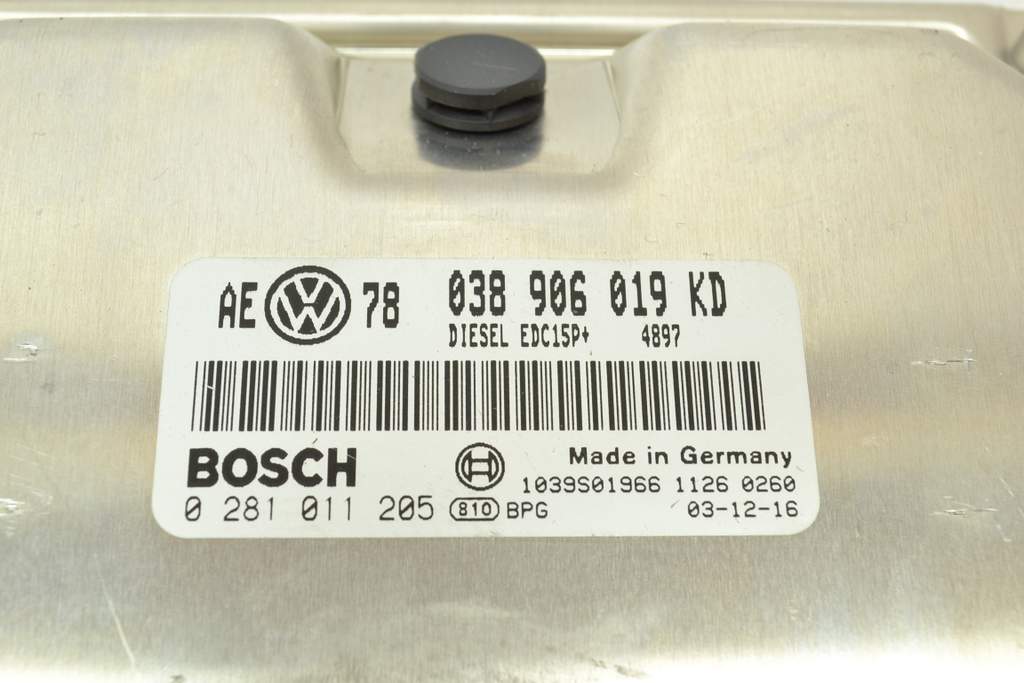 AE VW 78 038 906 019 KD
DIESEL EDC15P+ 4897
BOSCH Made in Germany
1039S01966 1126 0260
0 281 011 205 810 BPG 03-12-16